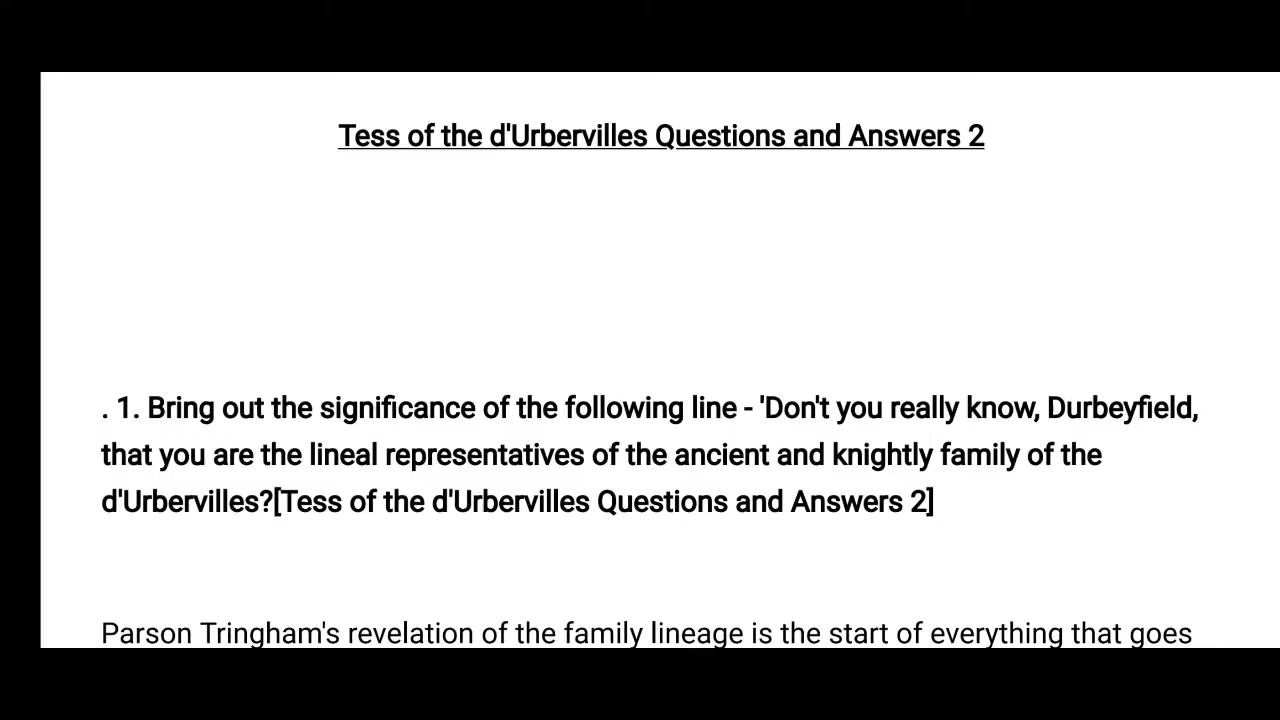 Tess of the d'Urbervilles Questions and Answers 2
. 1. Bring out the significance of the following line - 'Don't you really know, Durbeyfield,
that you are the lineal representatives of the ancient and knightly family of the
d'Urbervilles?[Tess of the d'Urbervilles Questions and Answers 2]
Parson Tringham's revelation of the family lineage is the start of everything that goes